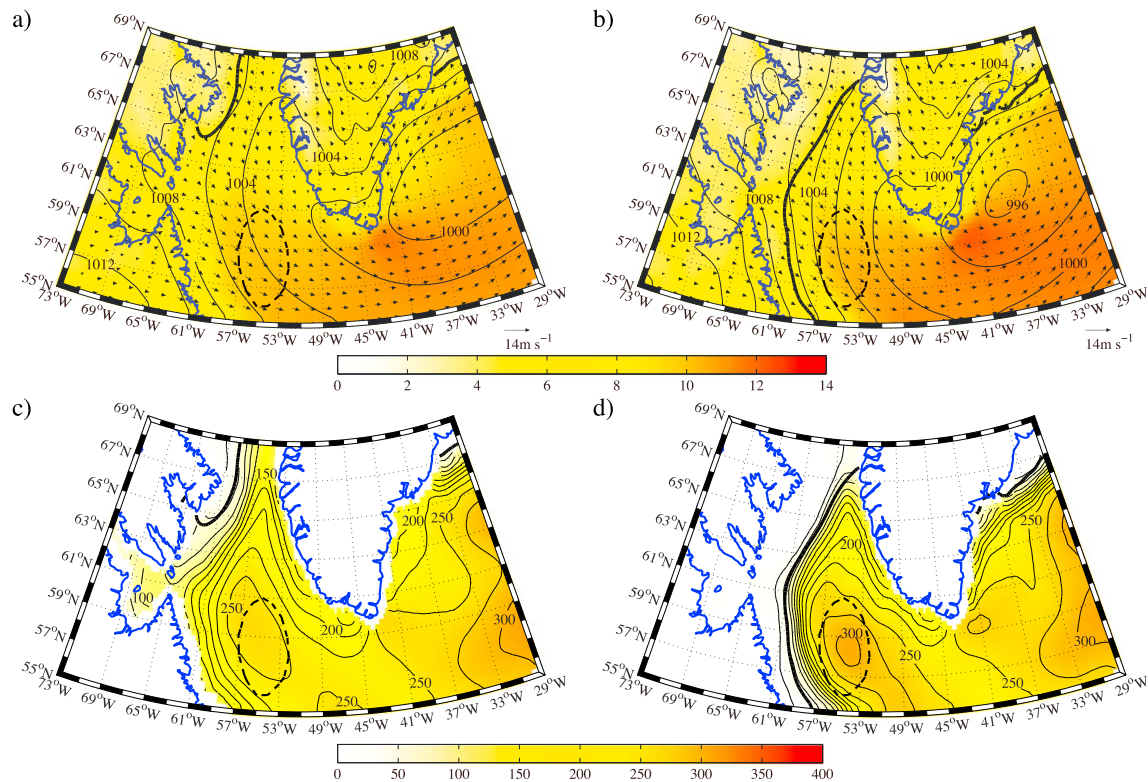 a)
69°N
67°N
65°N
63°N
61°N
59°N
57°N
55°N
73°W
69°W
65°W
61°W
57°W
53°W
49°W
45°W
41°W
37°W
33°W
29°W
1008
1004
1004
1008
1012
1000
14m s⁻¹
b)
69°N
67°N
65°N
63°N
61°N
59°N
57°N
55°N
73°W
69°W
65°W
61°W
57°W
53°W
49°W
45°W
41°W
37°W
33°W
29°W
1004
1000
1004
1008
996
1012
1000
14m s⁻¹
0 2 4 6 8 10 12 14
c)
69°N
67°N
65°N
63°N
61°N
59°N
57°N
55°N
73°W
69°W
65°W
61°W
57°W
53°W
49°W
45°W
41°W
37°W
33°W
29°W
150
200
250
100
250
200
300
250
d)
69°N
67°N
65°N
63°N
61°N
59°N
57°N
55°N
73°W
69°W
65°W
61°W
57°W
53°W
49°W
45°W
41°W
37°W
33°W
29°W
250
200
300
250
300
250
0 50 100 150 200 250 300 350 400